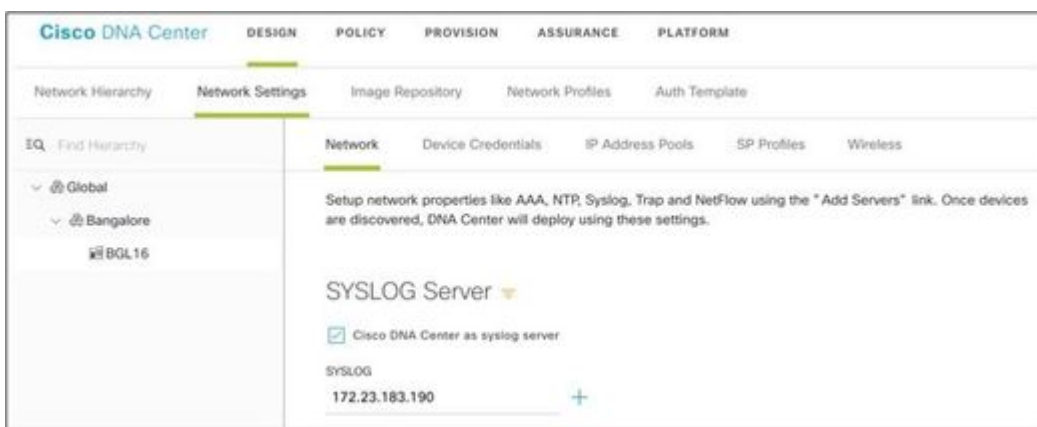 Cisco DNA Center DESIGN POLICY PROVISION ASSURANCE PLATFORM
Network Hierarchy Network Settings Image Repository Network Profiles Auth Template
Find Hierarchy
Global
Bangalore
BGL16
Network Device Credentials IP Address Pools SP Profiles Wireless
Setup network properties like AAA, NTP, Syslog, Trap and NetFlow using the "Add Servers" link. Once devices
are discovered, DNA Center will deploy using these settings.
SYSLOG Server
Cisco DNA Center as syslog server
SYSLOG
172.23.183.190